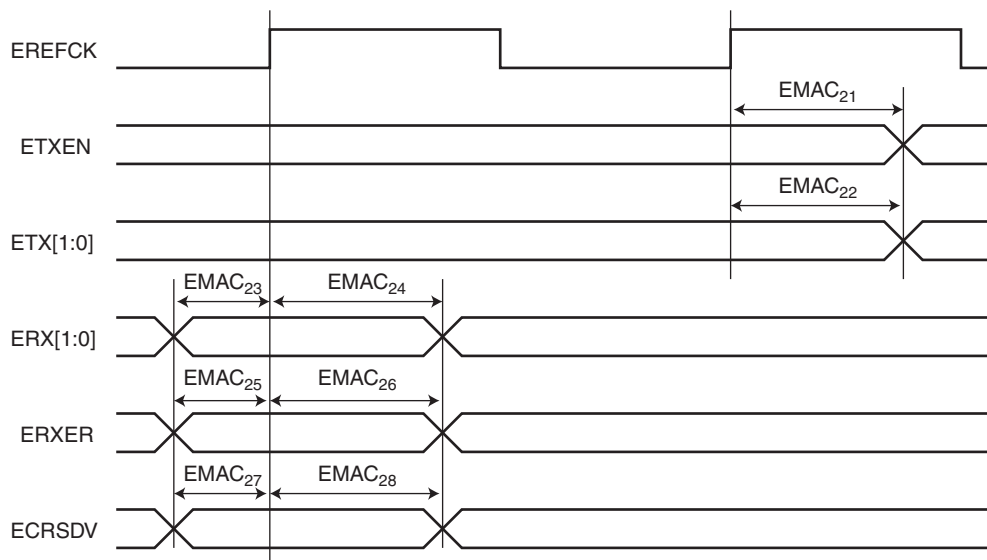 EREFCK
EMAC21
ETXEN
EMAC22
ETX[1:0]
EMAC23 EMAC24
ERX[1:0]
EMAC25 EMAC26
ERXER
EMAC27 EMAC28
ECRSDV